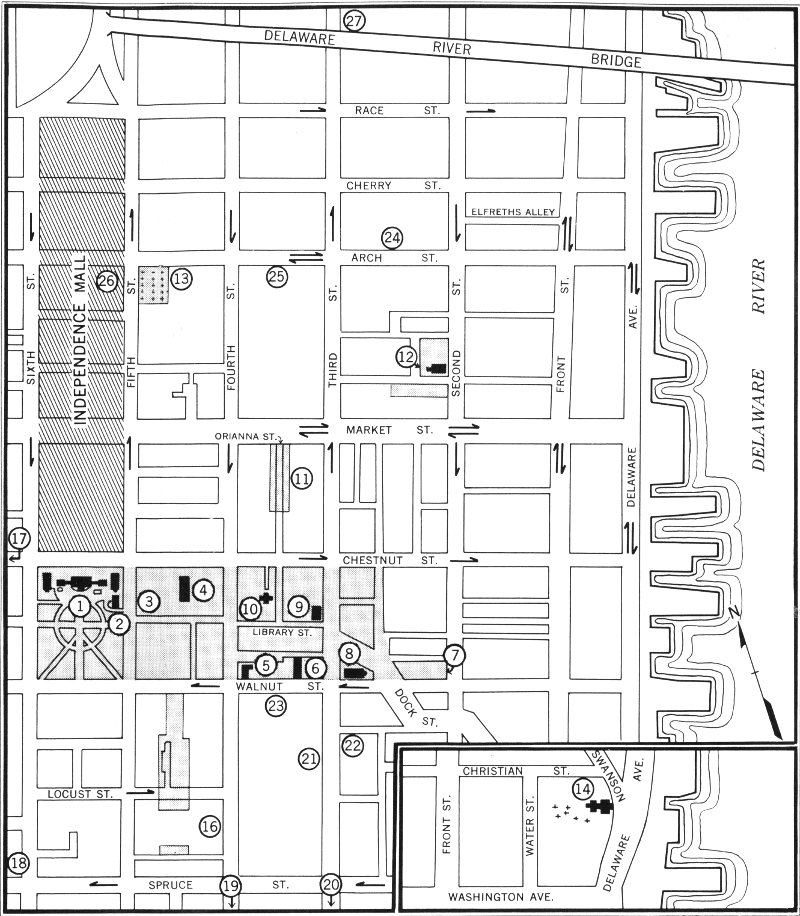 27
DELAWARE RIVER BRIDGE
RACE ST.
CHERRY ST.
ELFRETHS ALLEY
24
ARCH ST.
26
13
25
SIXTH ST.
INDEPENDENCE MALL
FIFTH ST.
FOURTH ST.
THIRD ST.
SECOND ST.
FRONT ST.
DELAWARE AVE.
DELAWARE RIVER
12
MARKET ST.
ORIANNA ST.
11
17
CHESTNUT ST.
1
2
3
4
10
9
LIBRARY ST.
5
6
8
7
N
WALNUT ST.
DOCK ST.
23
22
21
LOCUST ST.
16
18
SPRUCE ST.
19
20
CHRISTIAN ST.
SWANSON
14
FRONT ST.
WATER ST.
DELAWARE AVE.
WASHINGTON AVE.